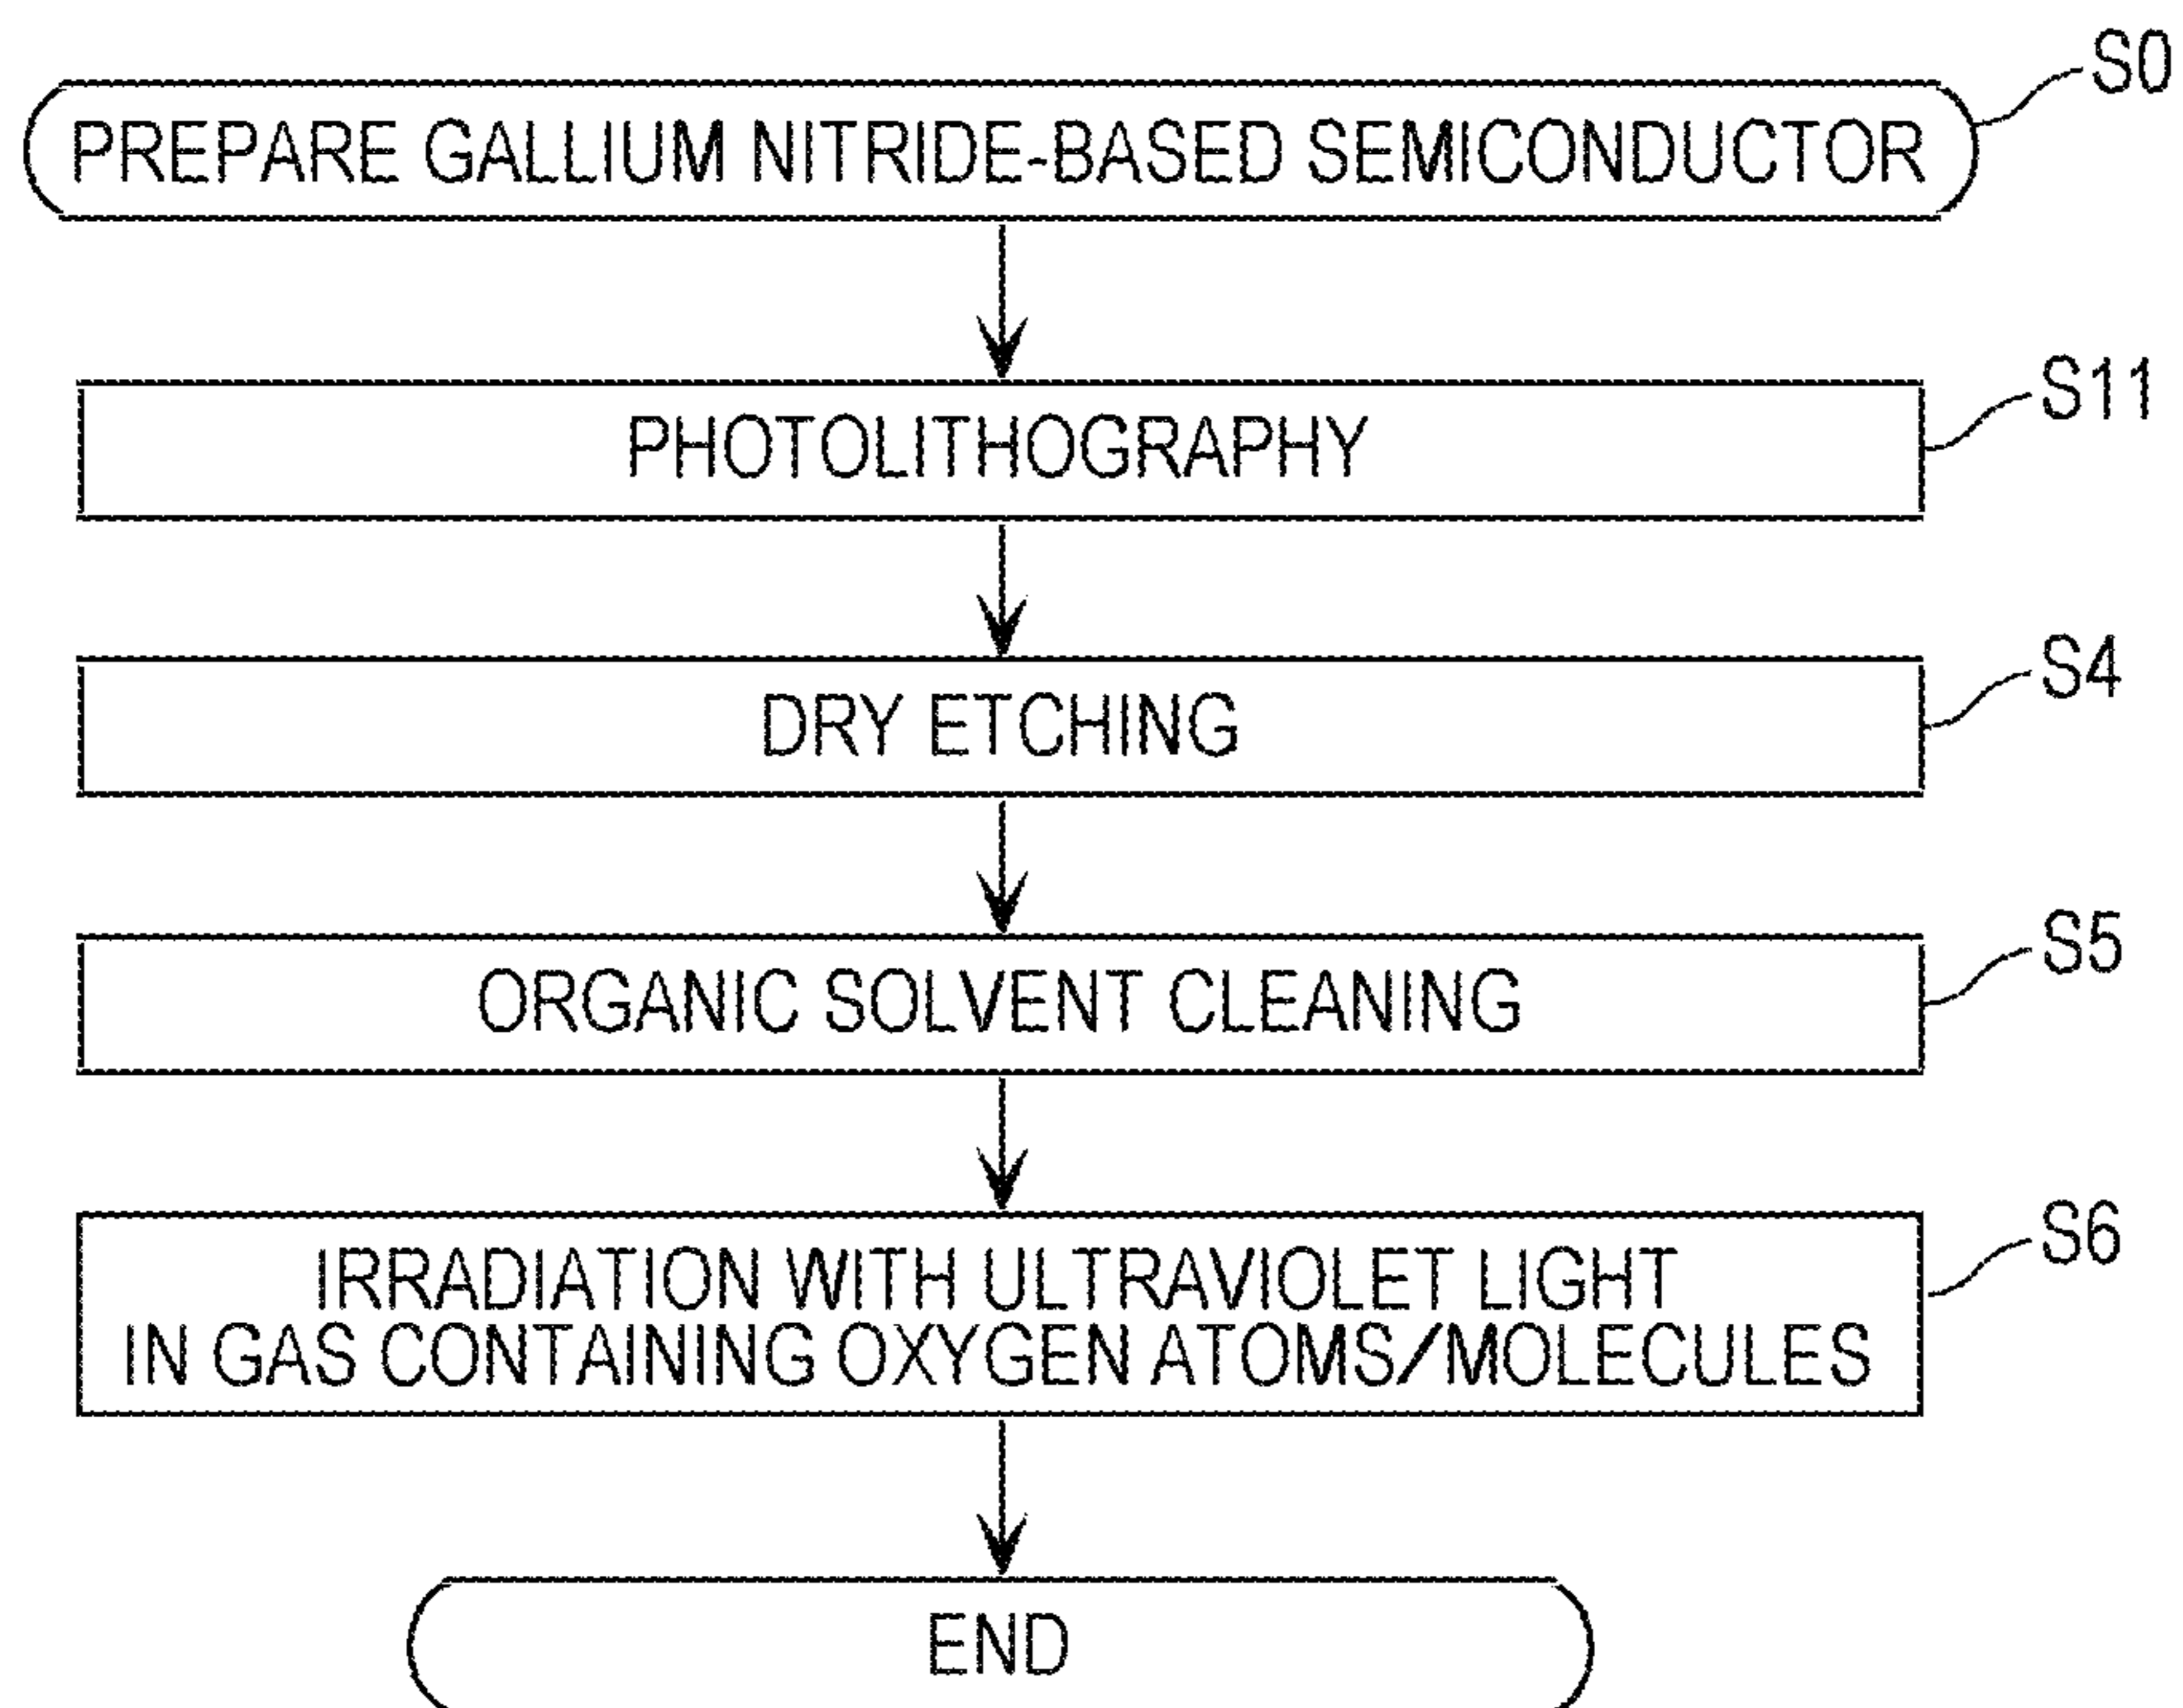 S0
PREPARE GALLIUM NITRIDE-BASED SEMICONDUCTOR
S11
PHOTOLITHOGRAPHY
S4
DRY ETCHING
S5
ORGANIC SOLVENT CLEANING
S6
IRRADIATION WITH ULTRAVIOLET LIGHT
IN GAS CONTAINING OXYGEN ATOMS/MOLECULES
END